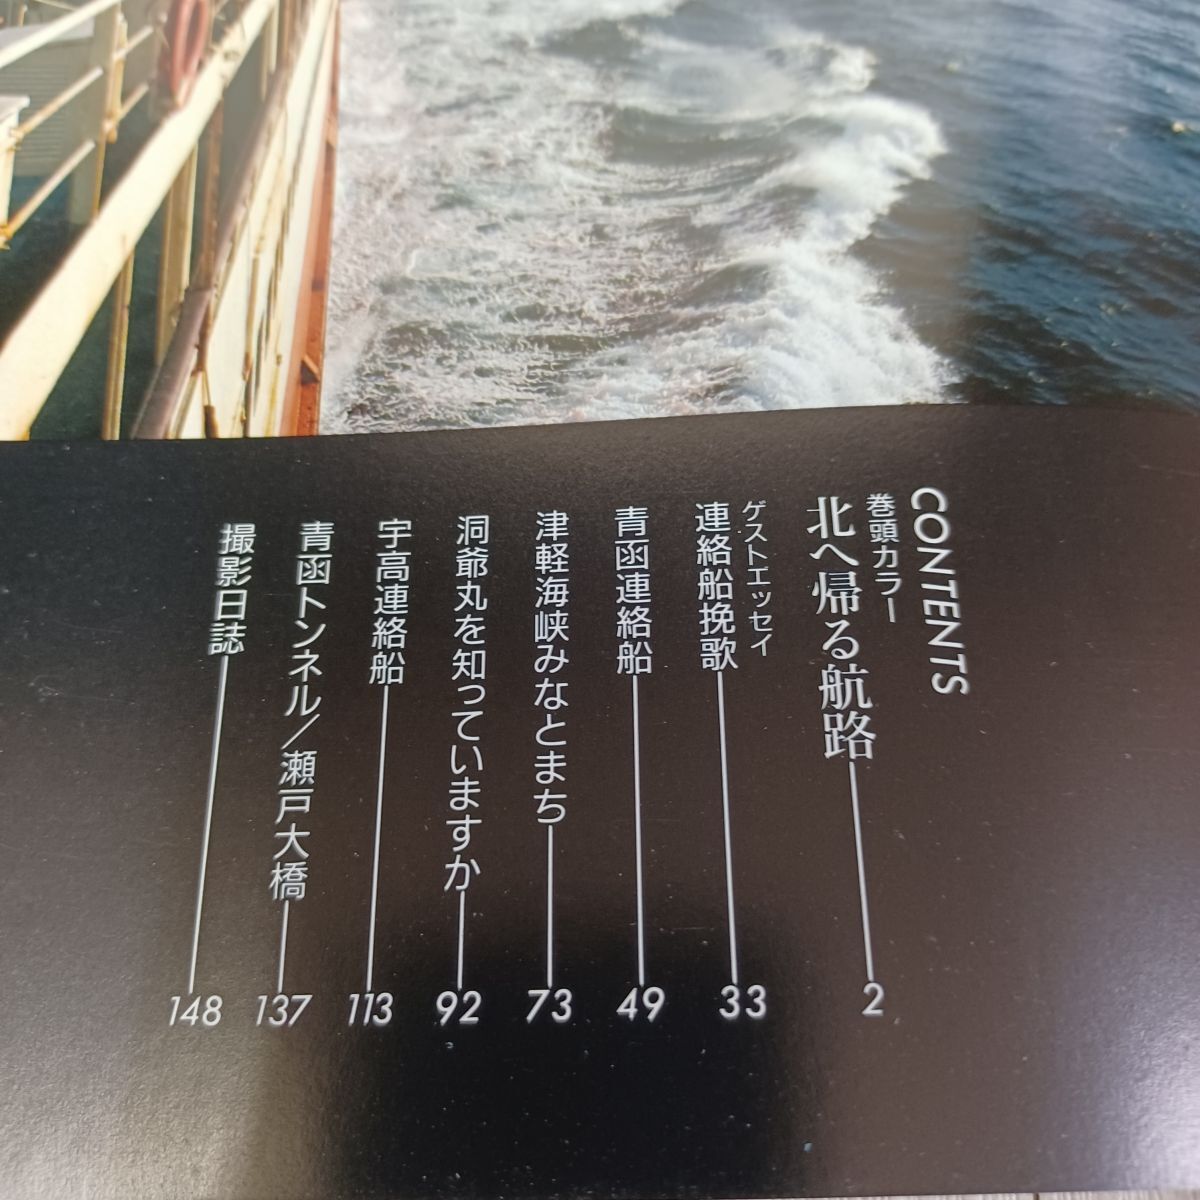 CONTENTS
巻頭カラー
北へ帰る航路
2
ゲストエッセイ
連絡船挽歌
33
青函連絡船
49
津軽海峡みなとまち
73
洞爺丸を知っていますか
92
宇高連絡船
113
青函トンネル／瀬戸大橋
137
撮影日誌
148